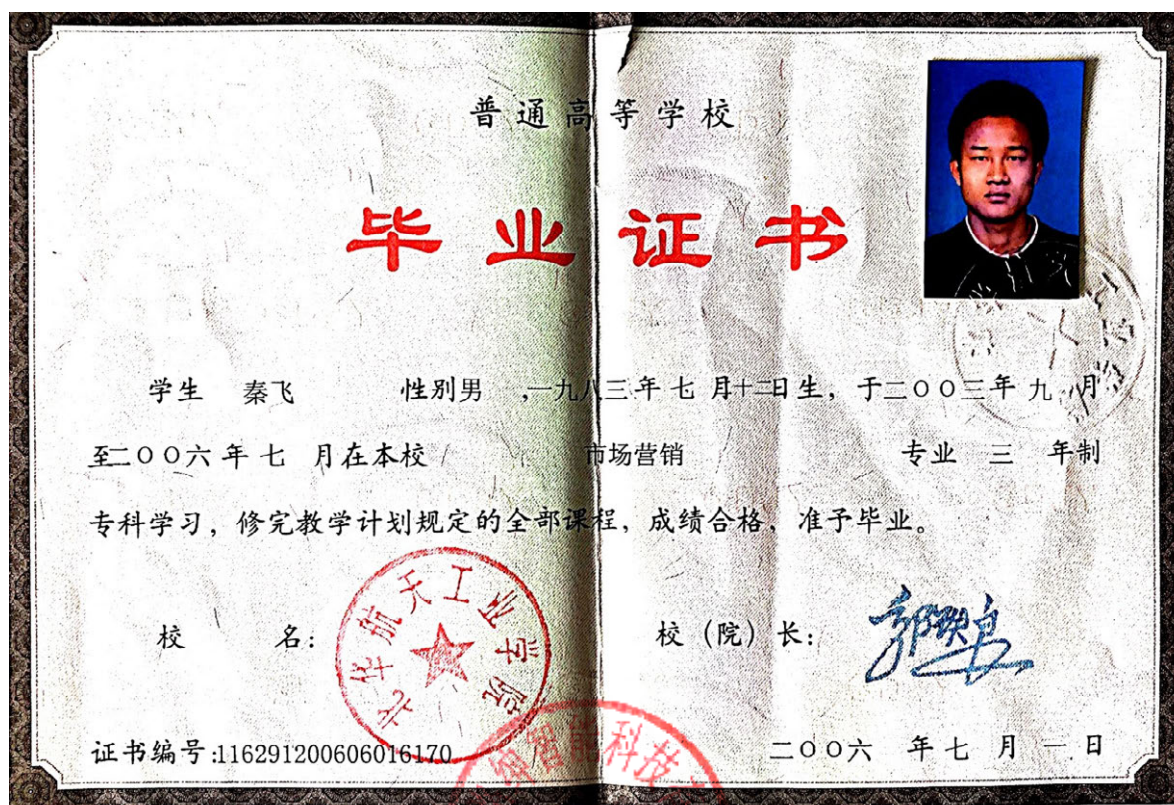 普通高等学校
毕业证书
学生 秦飞 性别男 ,一九八三年七月十二日生，于二〇〇三年九月
至二〇〇六年七月在本校 市场营销 专业 三 年制
专科学习，修完教学计划规定的全部课程，成绩合格，准予毕业。
校 名：
北华航天工业学院
校（院）长：
证书编号:116291200606016170
二〇〇六 年七 月 一日
科技